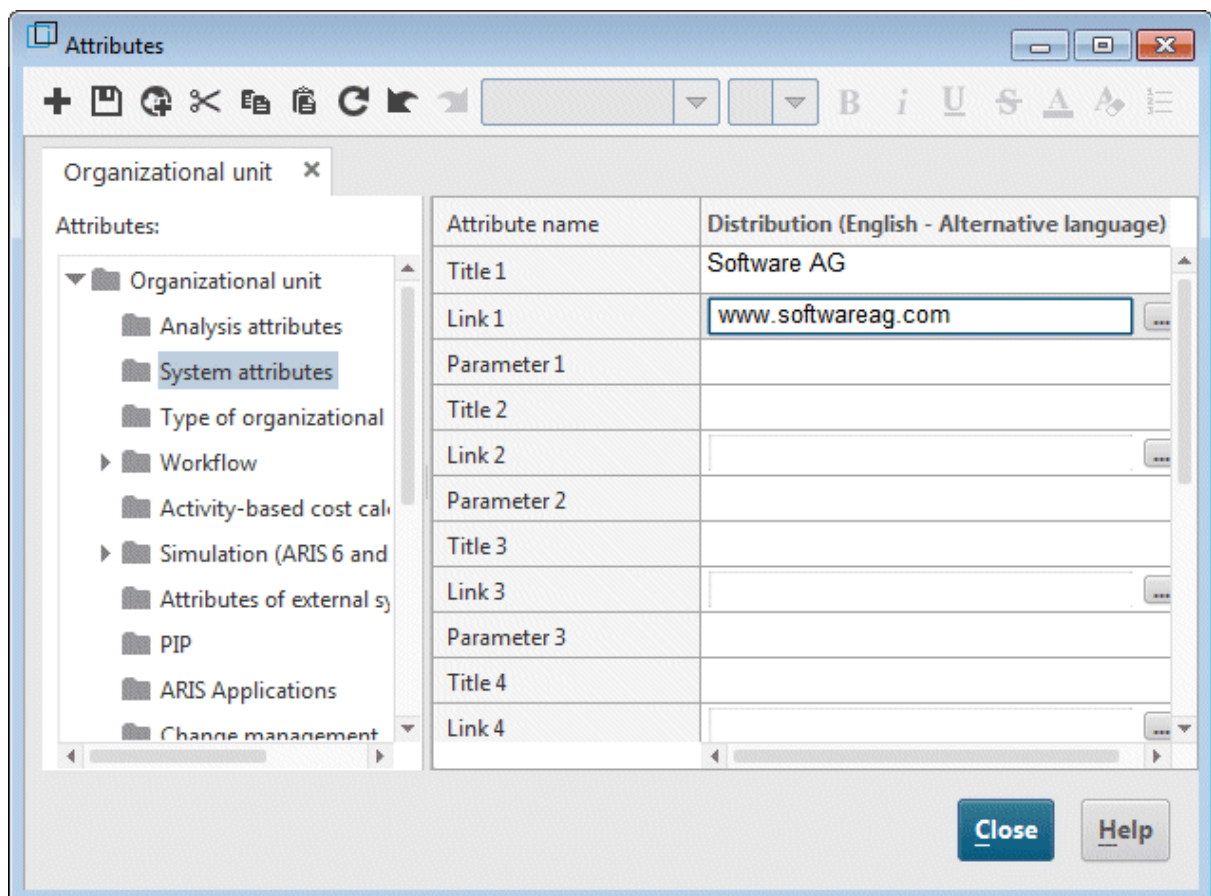 Attributes
B i U S A
Organizational unit
Attributes:
Organizational unit
Analysis attributes
System attributes
Type of organizational
Workflow
Activity-based cost
Simulation (ARIS 6 and
Attributes of external
PIP
ARIS Applications
Change management
Attribute name
Distribution (English - Alternative language)
Title 1
Software AG
Link 1
www.softwareag.com
...
Parameter 1
Title 2
Link 2
...
Parameter 2
Title 3
Link 3
...
Parameter 3
Title 4
Link 4
...
Close
Help